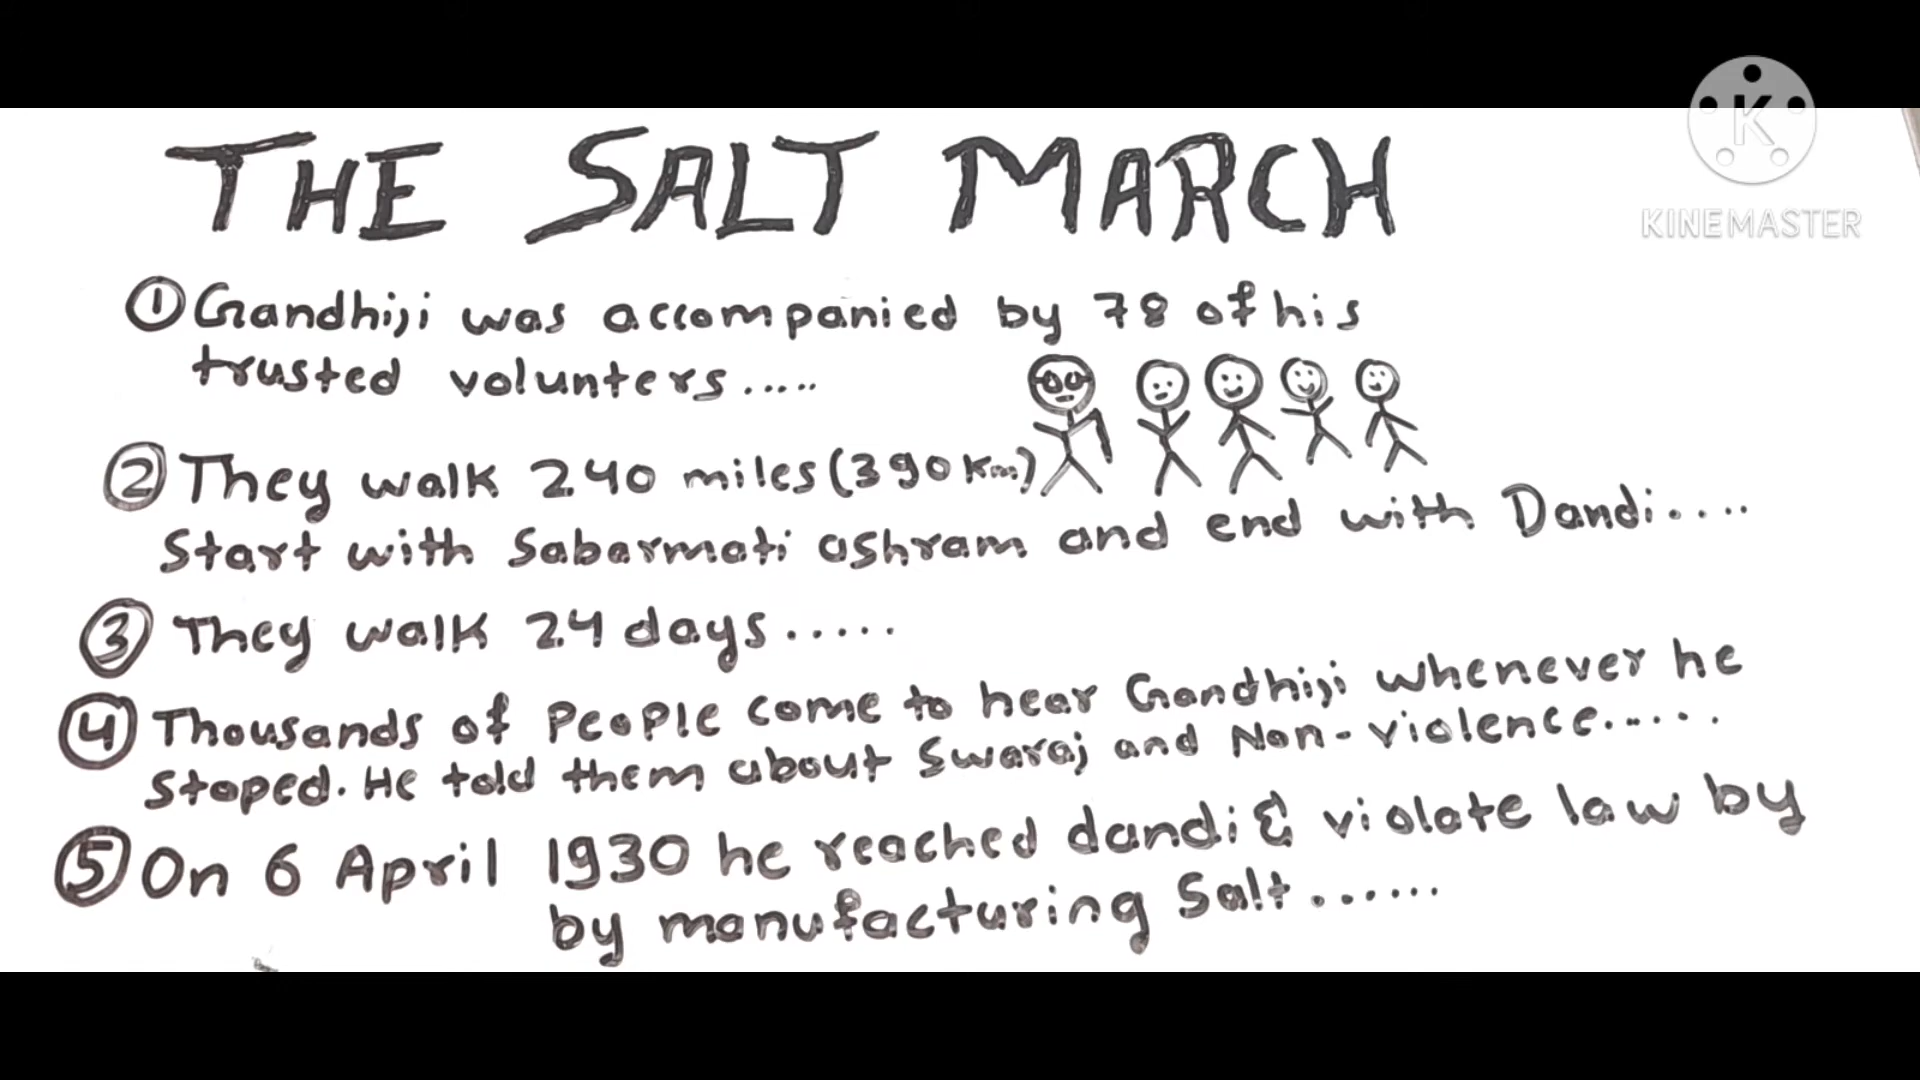 THE SALT MARCH
K
KINEMASTER
① Gandhiji was accompanied by 78 of his
trusted volunters.....
② They walk 240 miles (390 Km)
Start with Sabarmati ashram and end with Dandi....
③ They walk 24 days.....
④ Thousands of People come to hear Gandhiji whenever he
stoped. He told them about Swaraj and Non-violence......
⑤ On 6 April 1930 he reached dandi & violate law by
by manufacturing Salt......